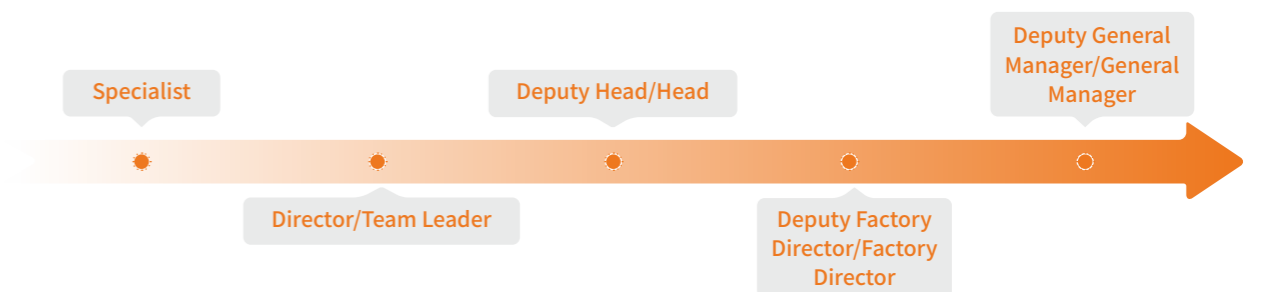 Specialist
Director/Team Leader
Deputy Head/Head
Deputy Factory
Director/Factory
Director
Deputy General
Manager/General
Manager